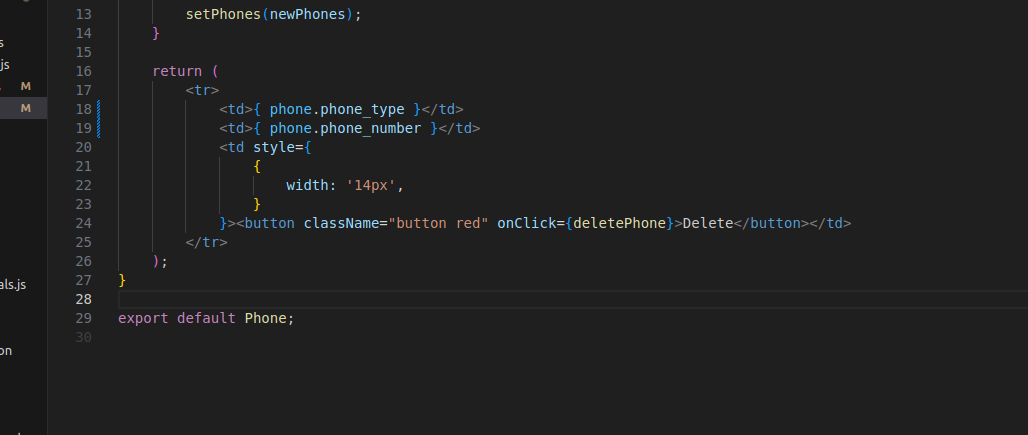 13 setPhones(newPhones);
14 }
15
16 return (
17 <tr>
18 <td>{ phone.phone_type }</td>
19 <td>{ phone.phone_number }</td>
20 <td style={
21 {
22 width: '14px',
23 }
24 }><button className="button red" onClick={deletePhone}>Delete</button></td>
25 </tr>
26 );
27 }
28
29 export default Phone;
30
s
js
M
M
als.js
on